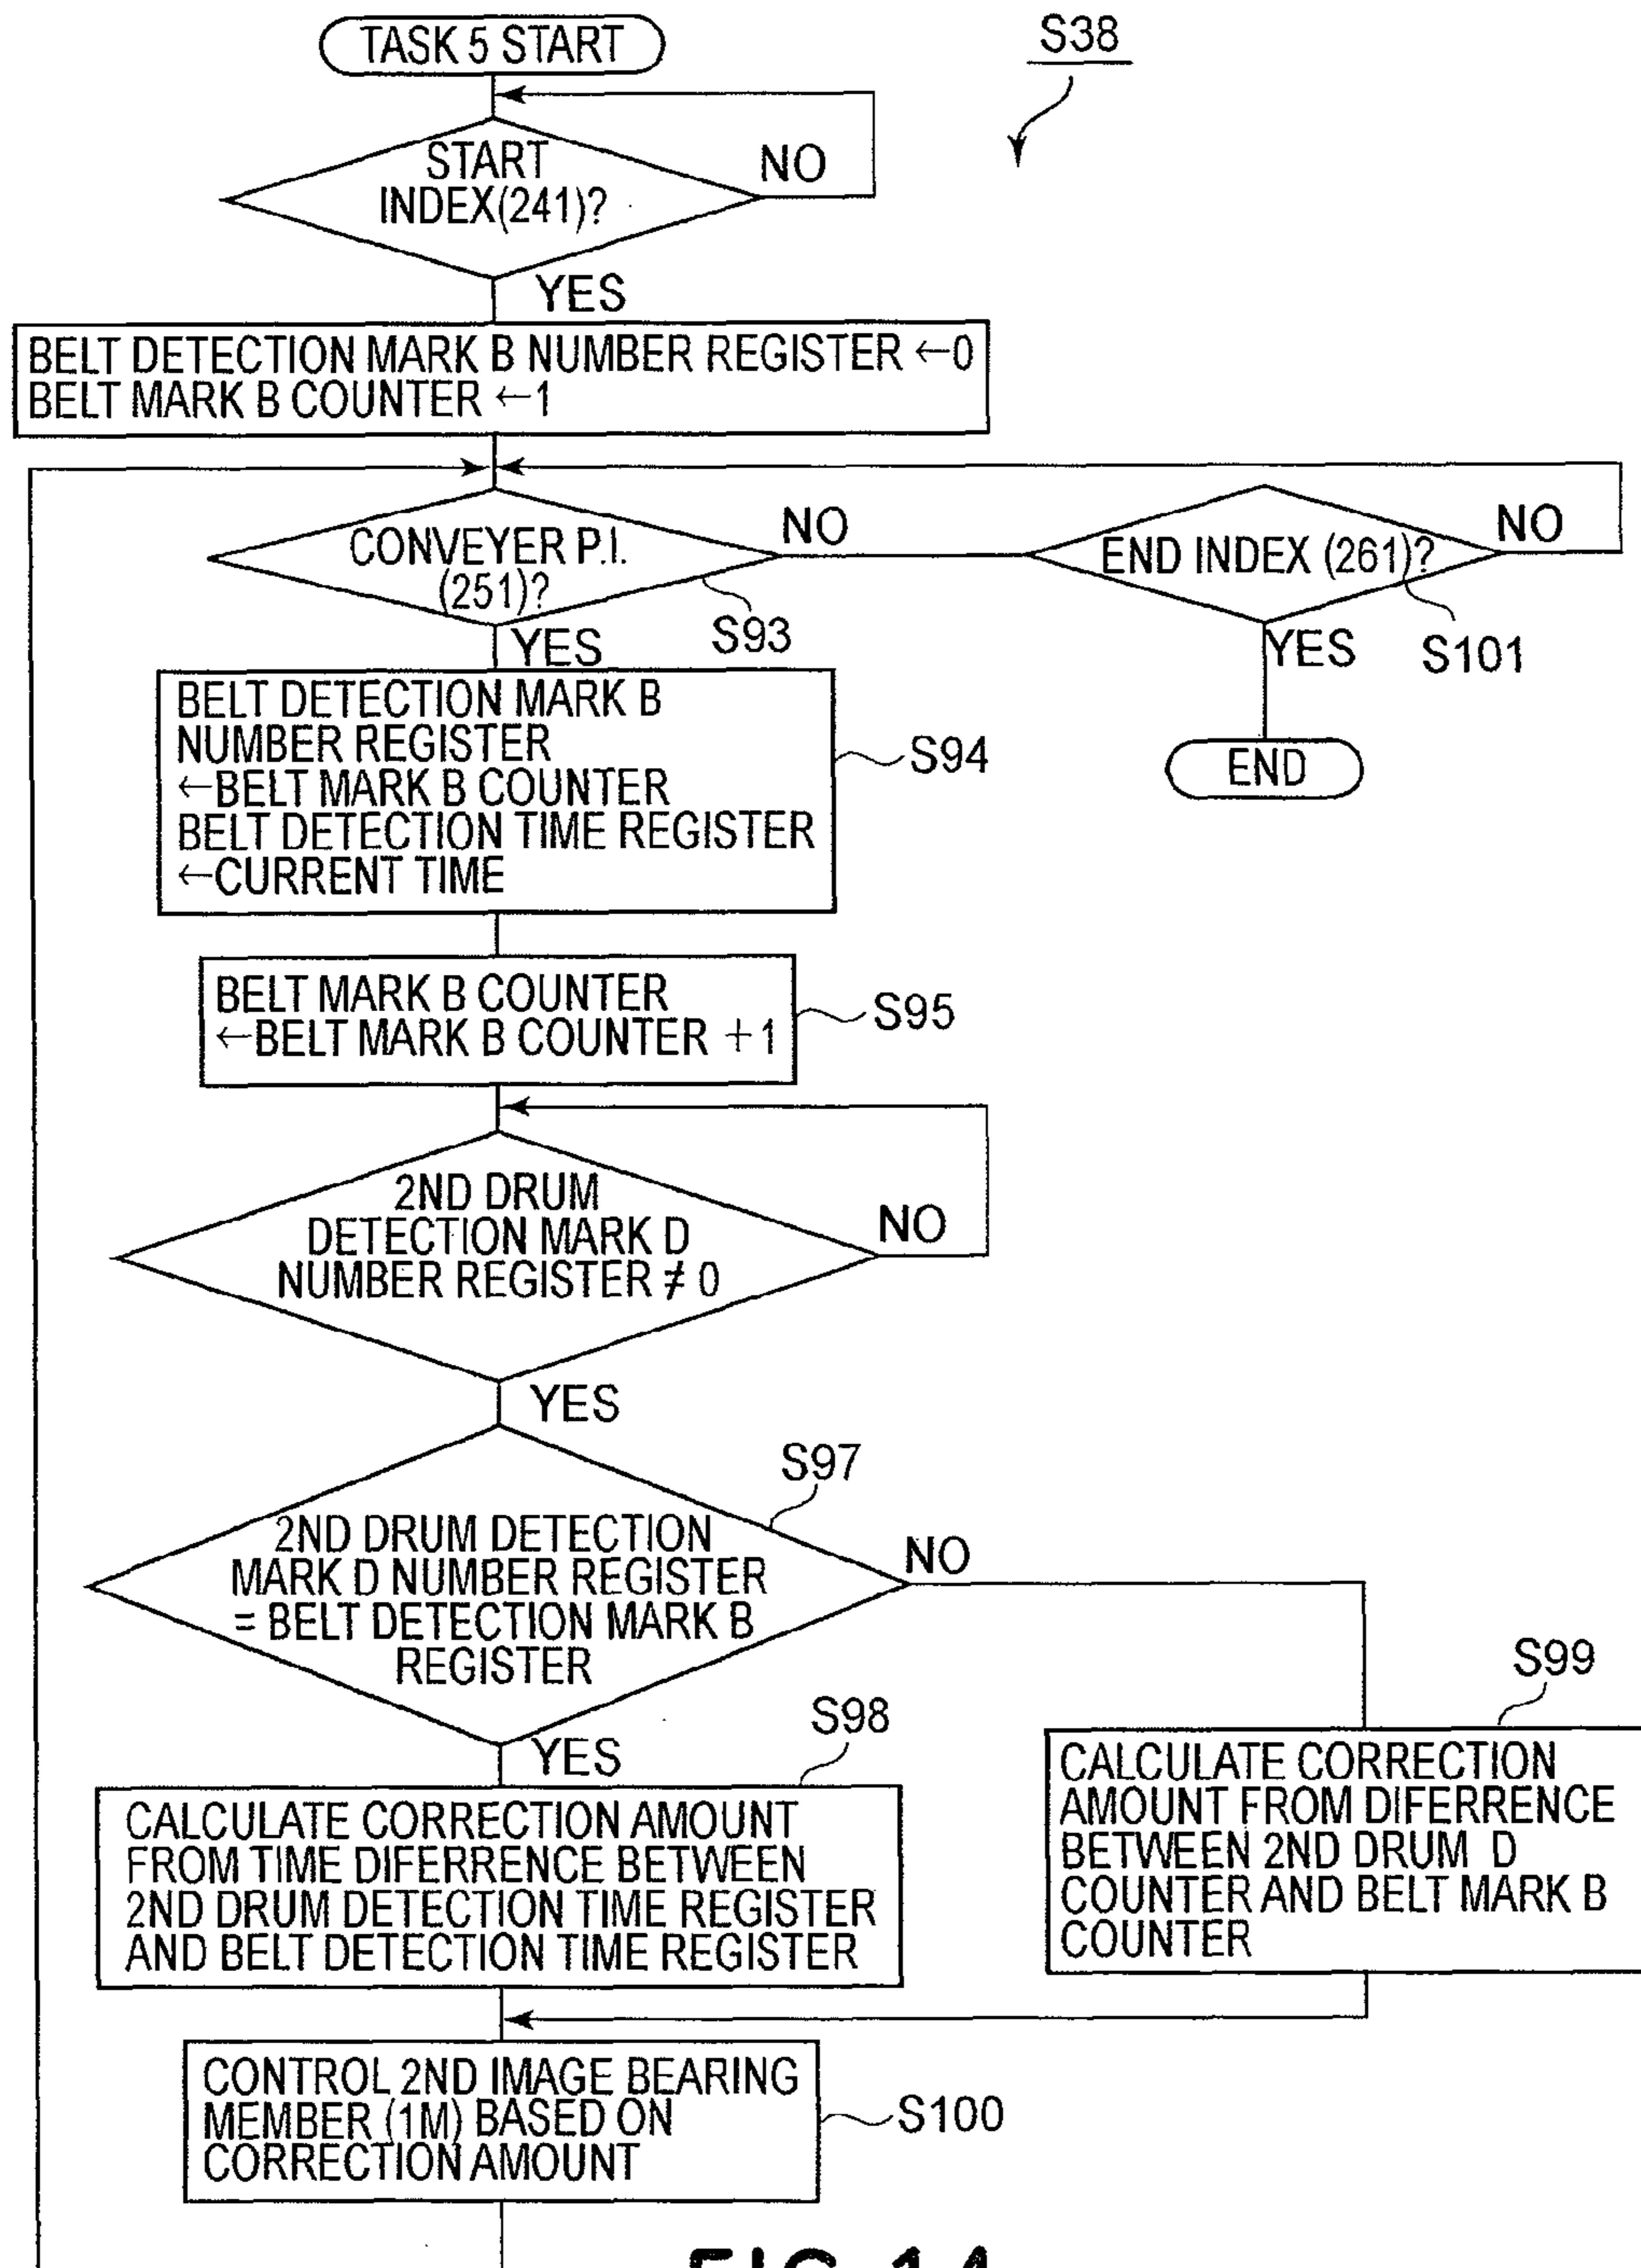 TASK 5 START
S38
START
INDEX(241)?
NO
YES
BELT DETECTION MARK B NUMBER REGISTER ←0
BELT MARK B COUNTER ←1
CONVEYER P.I.
(251)?
NO
S93
YES
END INDEX (261)?
NO
S101
YES
END
BELT DETECTION MARK B
NUMBER REGISTER
←BELT MARK B COUNTER
BELT DETECTION TIME REGISTER
←CURRENT TIME
S94
BELT MARK B COUNTER
←BELT MARK B COUNTER +1
S95
2ND DRUM
DETECTION MARK D
NUMBER REGISTER ≠ 0
NO
YES
S97
2ND DRUM DETECTION
MARK D NUMBER REGISTER
= BELT DETECTION MARK B
REGISTER
NO
YES
S98
CALCULATE CORRECTION AMOUNT
FROM TIME DIFERRENCE BETWEEN
2ND DRUM DETECTION TIME REGISTER
AND BELT DETECTION TIME REGISTER
S99
CALCULATE CORRECTION
AMOUNT FROM DIFERRENCE
BETWEEN 2ND DRUM D
COUNTER AND BELT MARK B
COUNTER
CONTROL 2ND IMAGE BEARING
MEMBER (1M) BASED ON
CORRECTION AMOUNT
S100
FIG.14